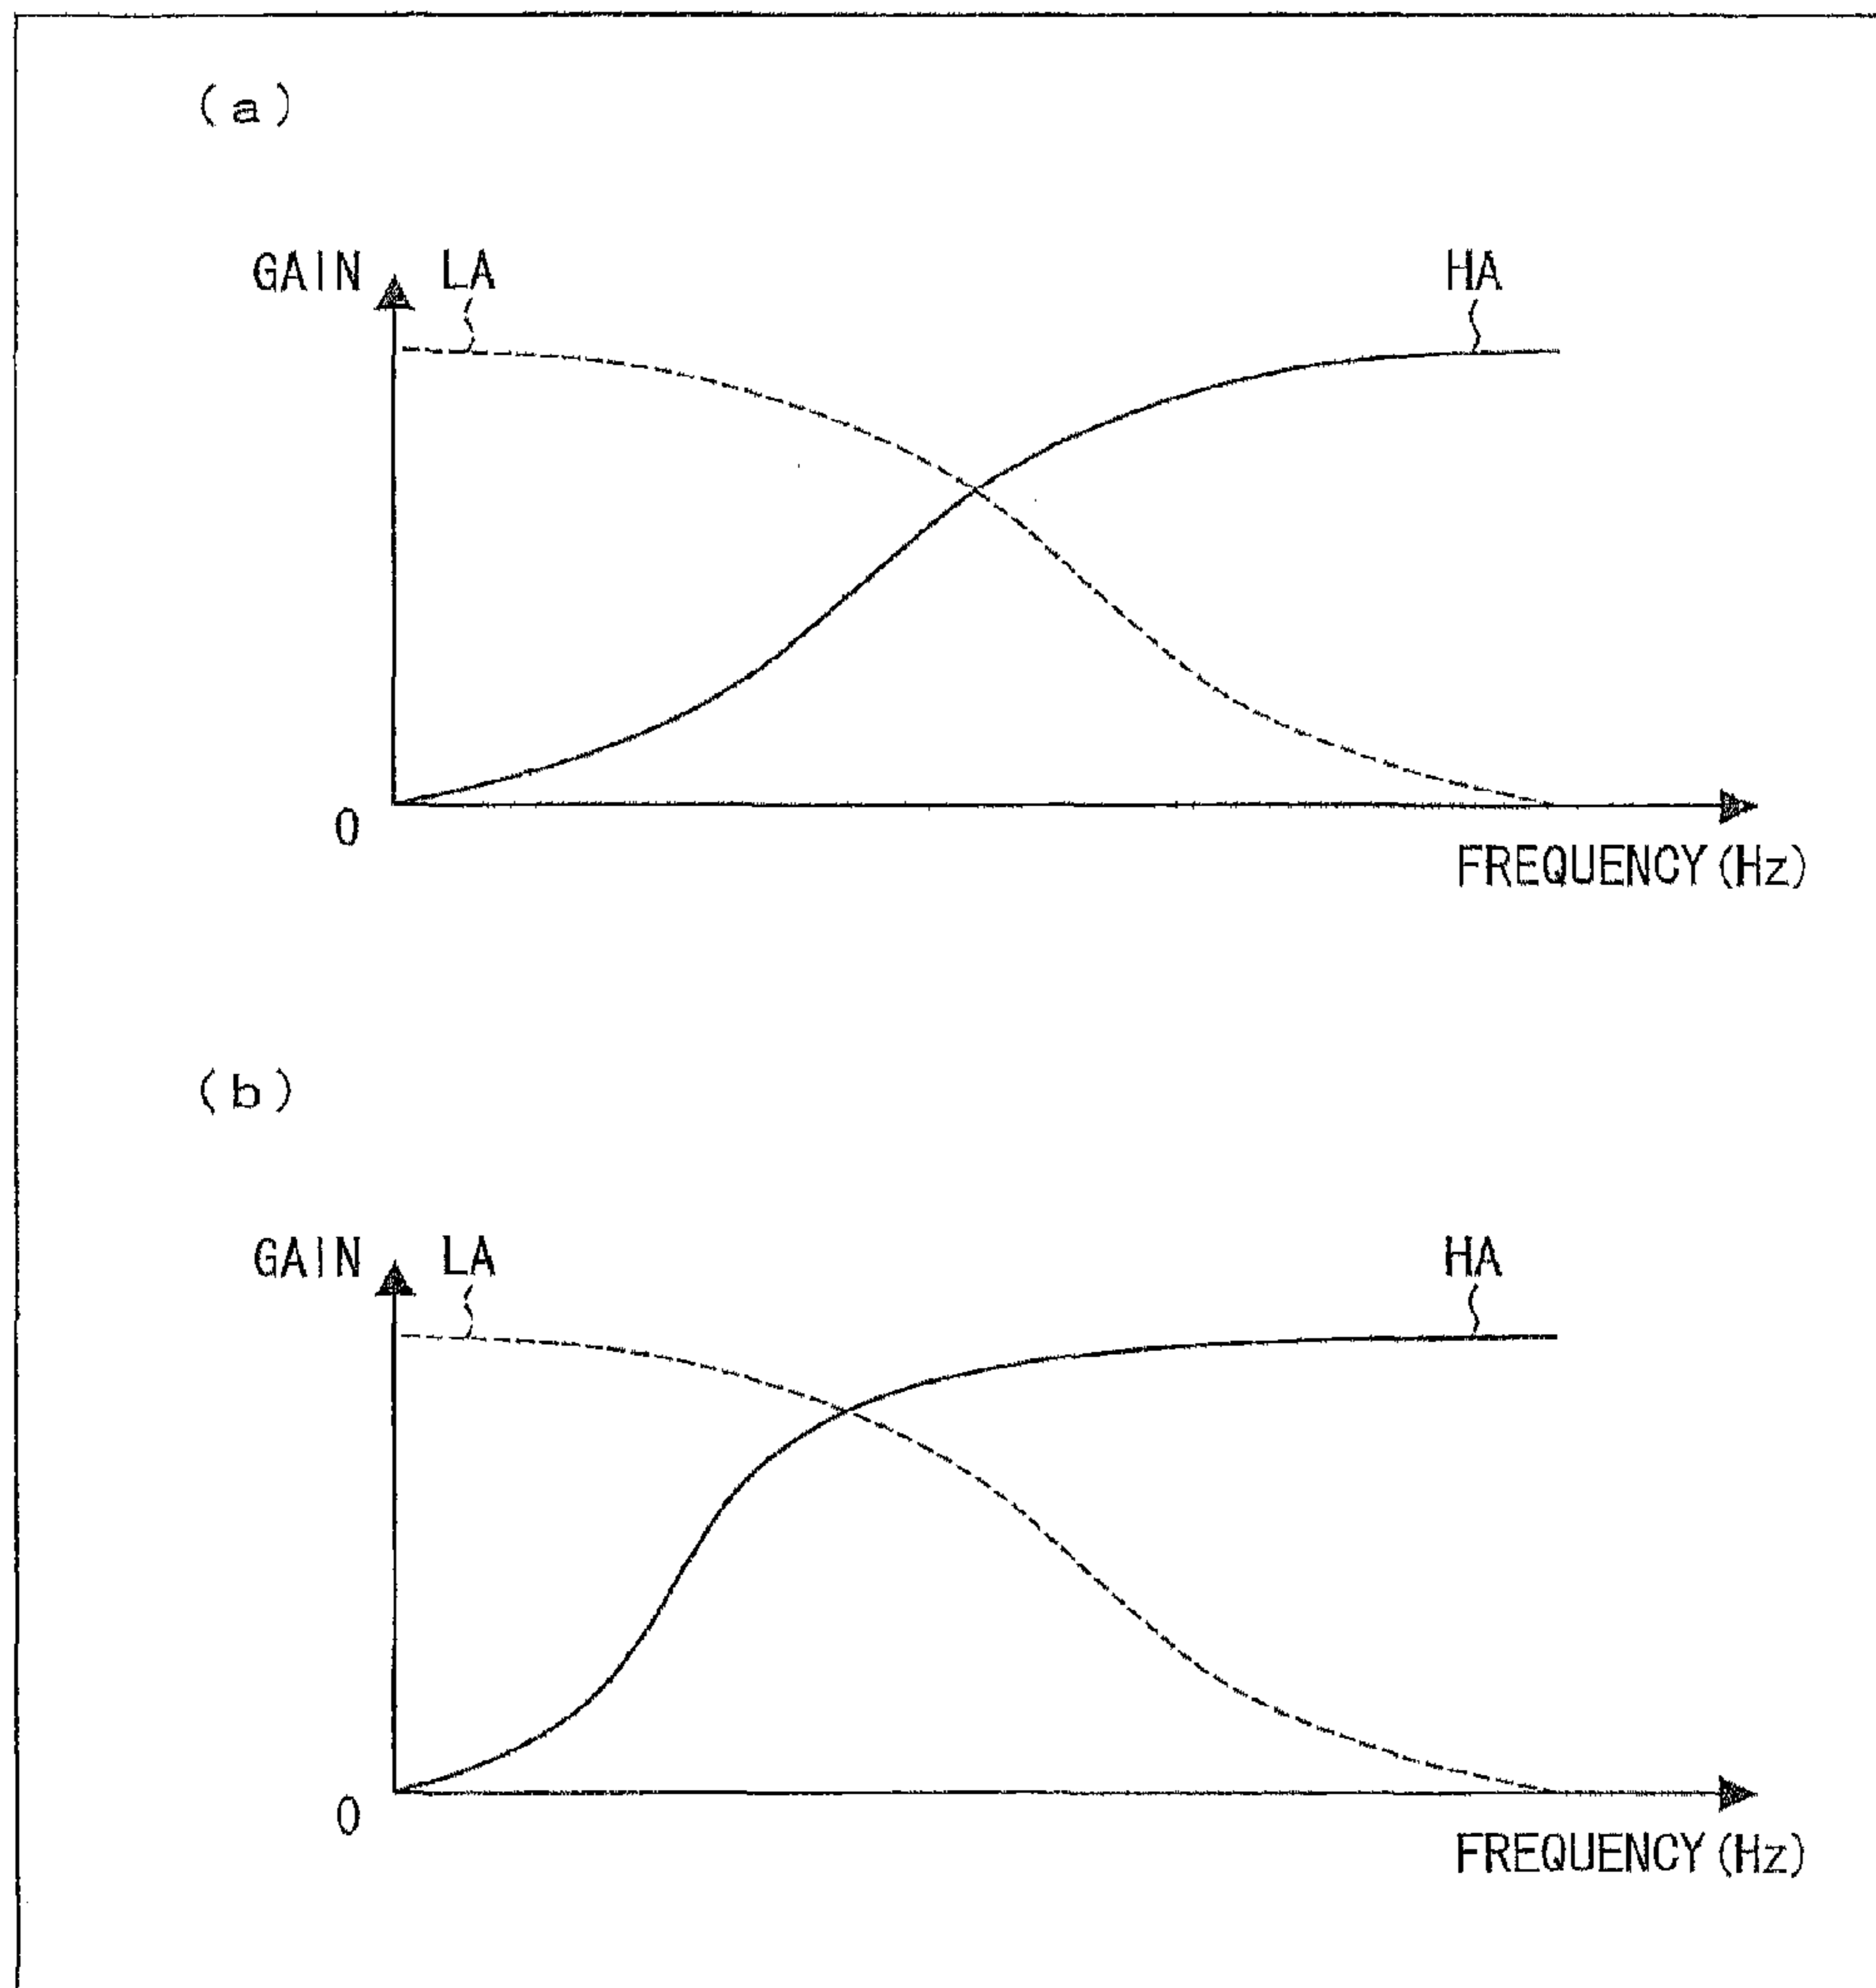 (a)
GAIN LA HA
0
FREQUENCY(Hz)
(b)
GAIN LA HA
0
FREQUENCY(Hz)